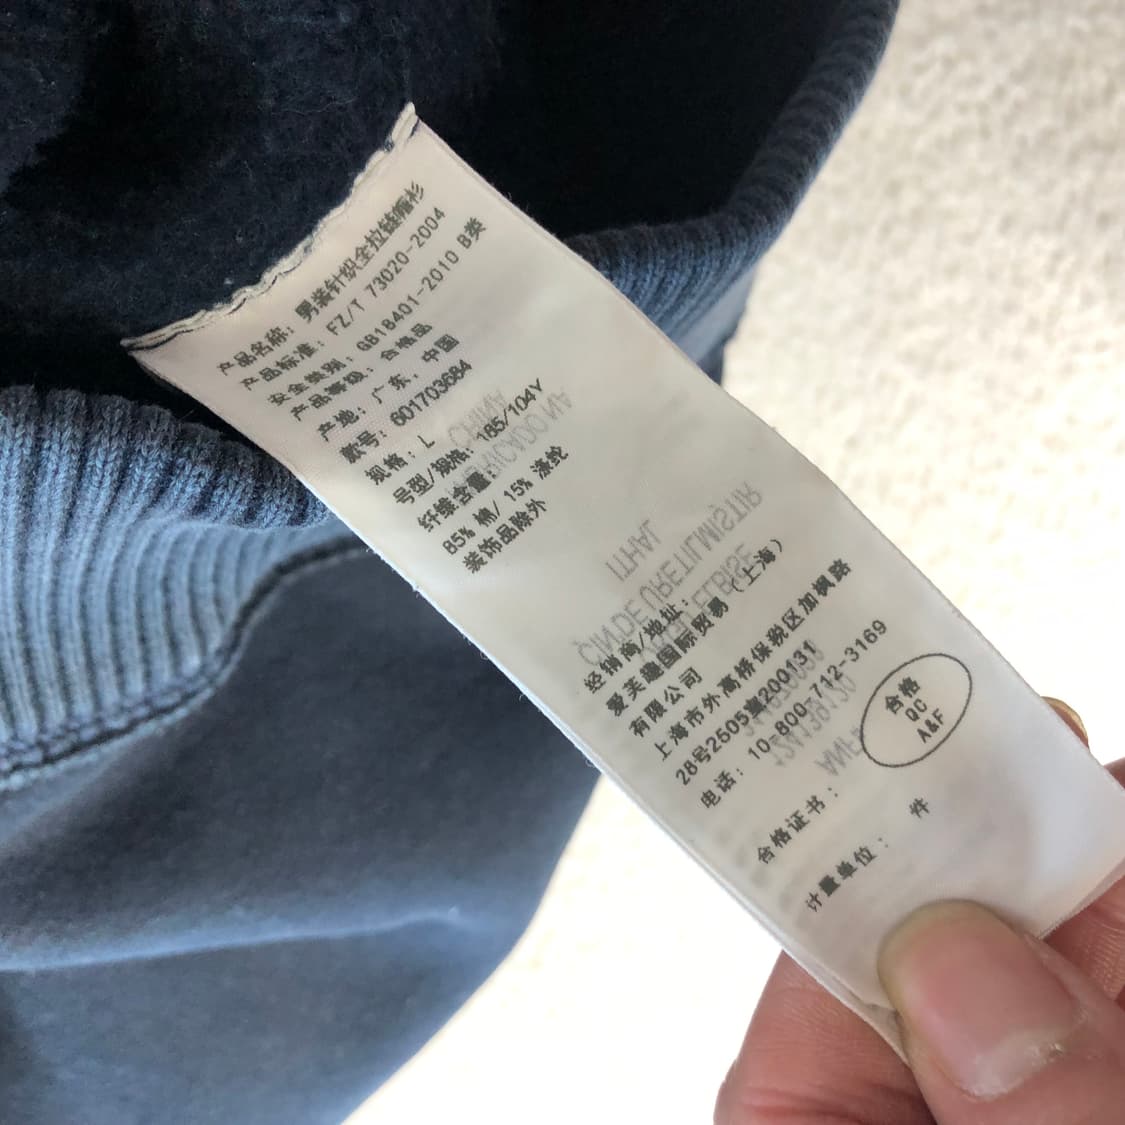 产品名称: 男装针织全拉链帽衫
产品标准: FZ/T 73020-2004
安全类别: GB18401-2010 B类
产品等级: 合格品
产地: 广东, 中国
款号: 601703684
规格: L
号型/规格: 185/104Y
纤维含量:
85% 棉/ 15% 涤纶
装饰品除外
经销商/地址:
爱芙趣国际贸易 (上海)
有限公司
上海市外高桥保税区加枫路
28号2505室200131
电话: 10-800-712-3169
合格证书:
合格
QC
A&F
计量单位: 件